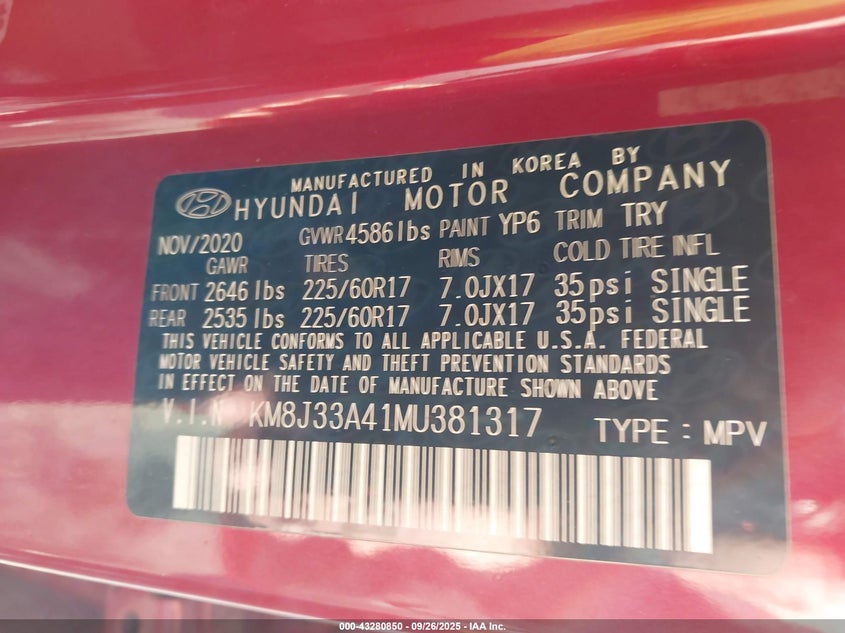 MANUFACTURED IN KOREA BY
HYUNDAI MOTOR COMPANY
NOV/2020 GVWR 4586 lbs PAINT YP6 TRIM TRY
GAWR TIRES RIMS COLD TIRE INFL
FRONT 2646 lbs 225/60R17 7.0JX17 35psi SINGLE
REAR 2535 lbs 225/60R17 7.0JX17 35psi SINGLE
THIS VEHICLE CONFORMS TO ALL APPLICABLE U.S.A. FEDERAL
MOTOR VEHICLE SAFETY AND THEFT PREVENTION STANDARDS
IN EFFECT ON THE DATE OF MANUFACTURE SHOWN ABOVE
V.I.N KM8J33A41MU381317 TYPE : MPV
000-43280850 - 09/26/2025 - IAA Inc.